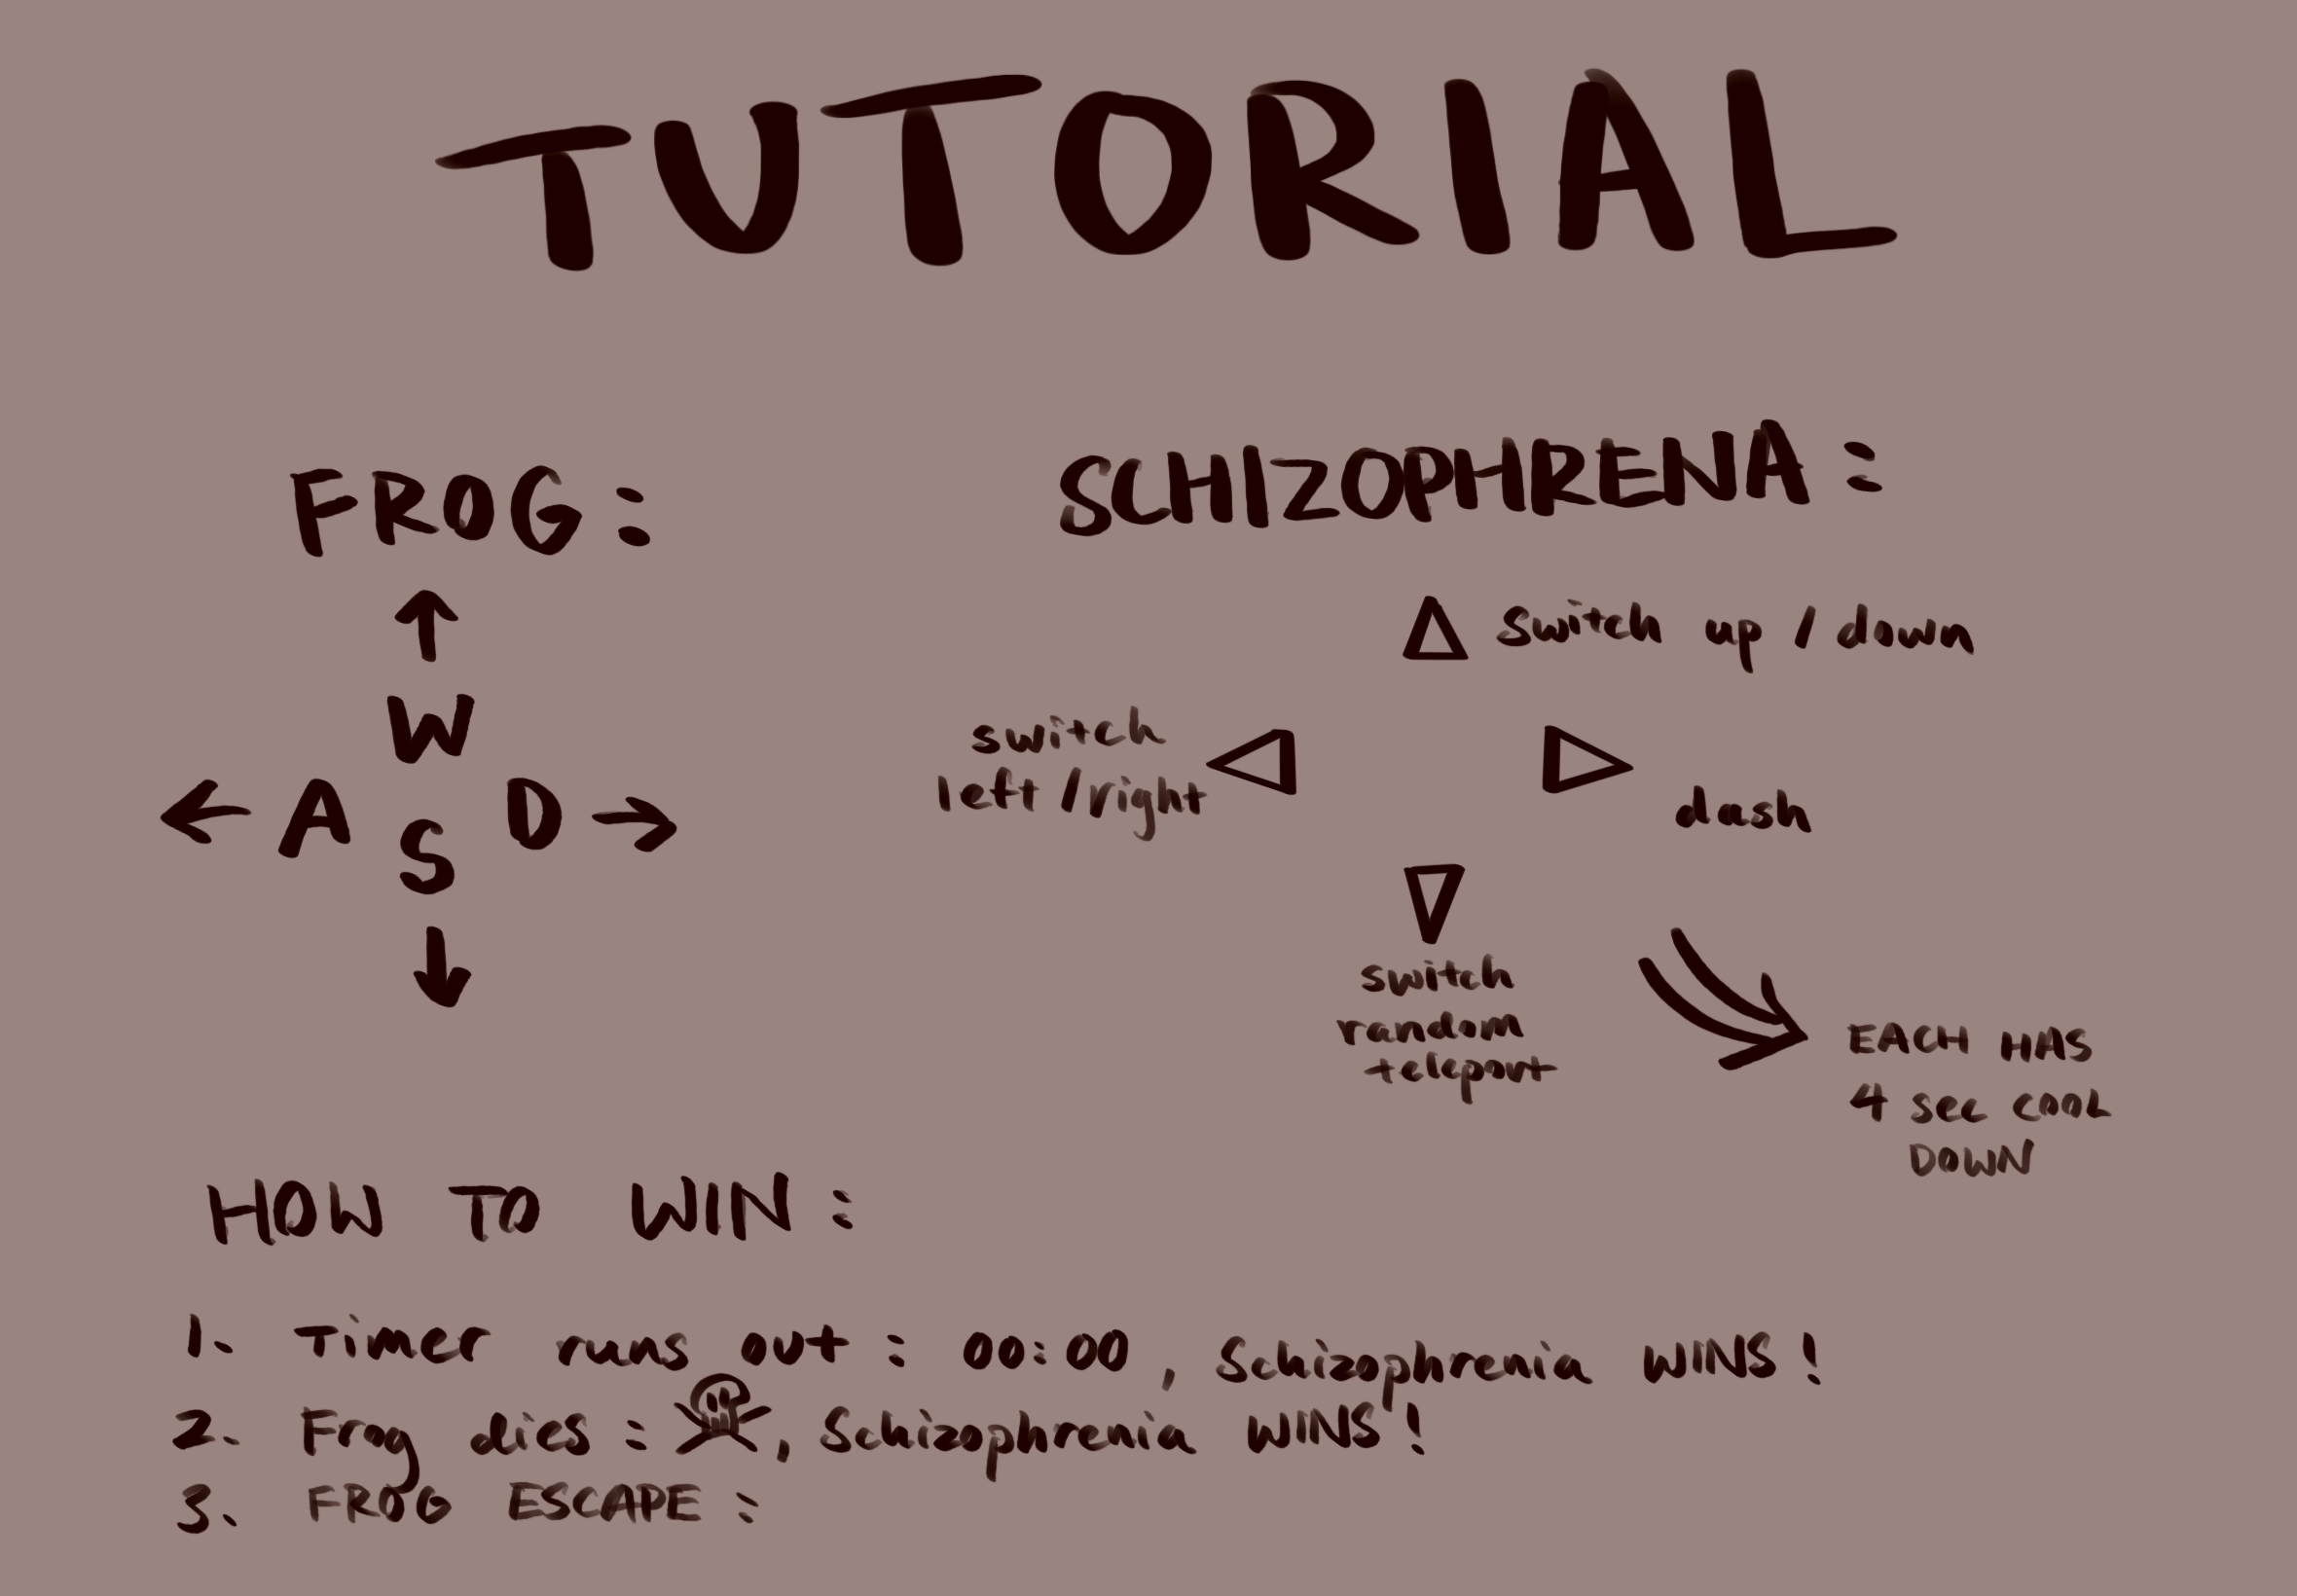 TUTORIAL
FROG:
↑
W
← A D →
S
↓
SCHIZOPHRENA:
△ switch up / down
switch
left / right ◁
▷ dash
▽
switch
random
teleport
EACH HAS
4 sec COOL
DOWN
HOW TO WIN:
1. Timer runs out: 00:00, Schizophrenia WINS!
2. Frog dies: , Schizophrenia WINS!
3. FROG ESCAPE: